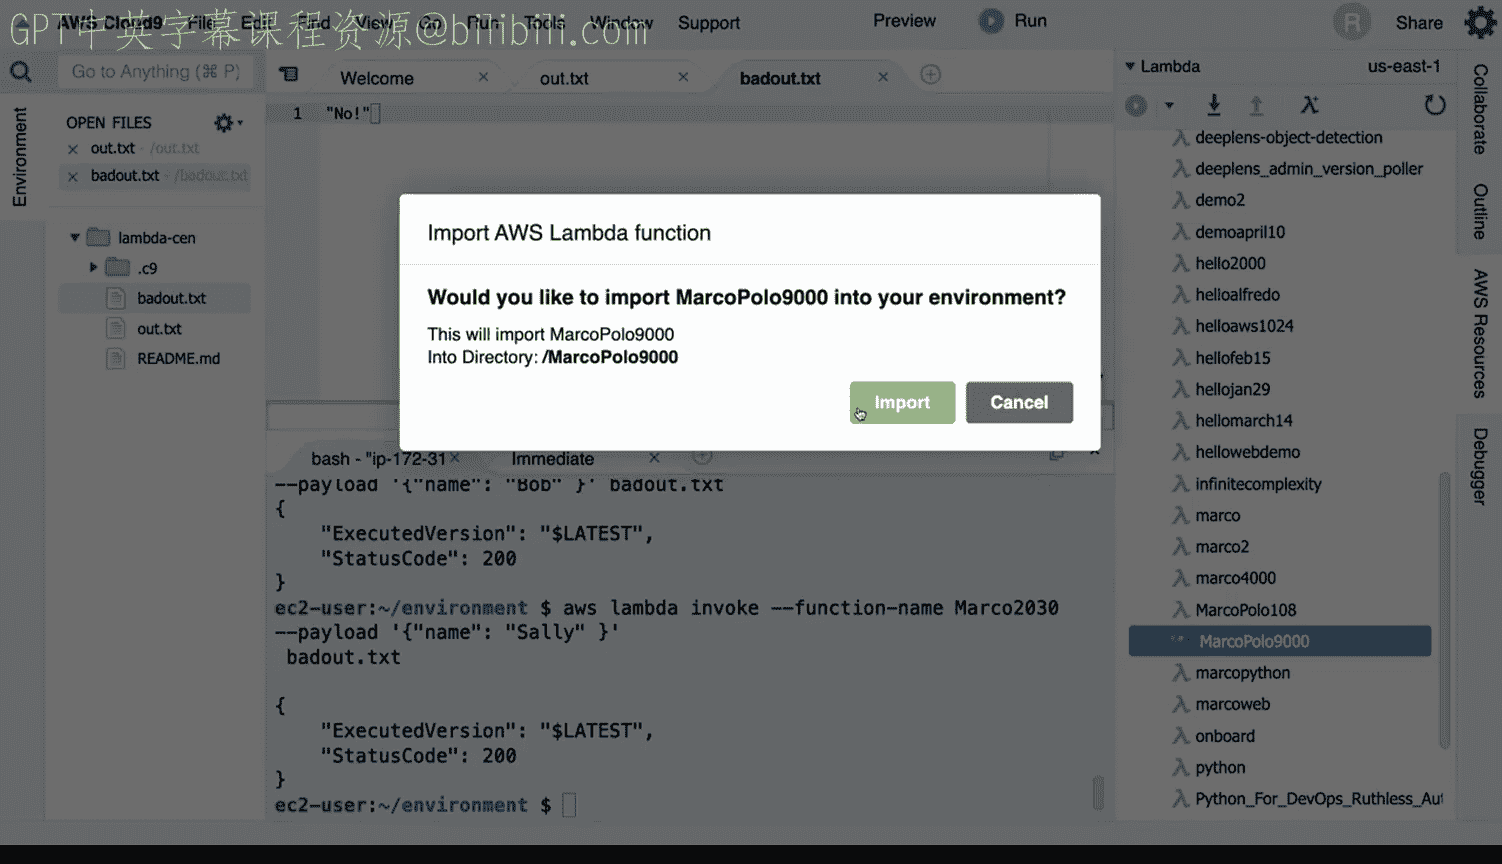 GPT中英字幕课程资源@bilibili.com
AWS Cloud9 File Edit Find View Go Run Tools Window Support Preview Run R Share
Go to Anything (⌘ P)
Welcome × out.txt × badout.txt ×
Lambda us-east-1
Environment
OPEN FILES
× out.txt - /out.txt
× badout.txt - /badout.txt
lambda-cen
.c9
badout.txt
out.txt
README.md
1 "No!"
Import AWS Lambda function
Would you like to import MarcoPolo9000 into your environment?
This will import MarcoPolo9000
Into Directory: /MarcoPolo9000
Import Cancel
bash - "ip-172-31 × Immediate ×
--payload '{"name": "Bob" }' badout.txt
{
"ExecutedVersion": "$LATEST",
"StatusCode": 200
}
ec2-user:~/environment $ aws lambda invoke --function-name Marco2030
--payload '{"name": "Sally" }'
badout.txt
{
"ExecutedVersion": "$LATEST",
"StatusCode": 200
}
ec2-user:~/environment $
deeplens-object-detection
deeplens_admin_version_poller
demo2
demoapril10
hello2000
helloalfredo
helloaws1024
hellofeb15
hellojan29
hellomarch14
hellowebdemo
infinitecomplexity
marco
marco2
marco4000
MarcoPolo108
MarcoPolo9000
marcopython
marcoweb
onboard
python
Python_For_DevOps_Ruthless_Aut
Collaborate
Outline
AWS Resources
Debugger